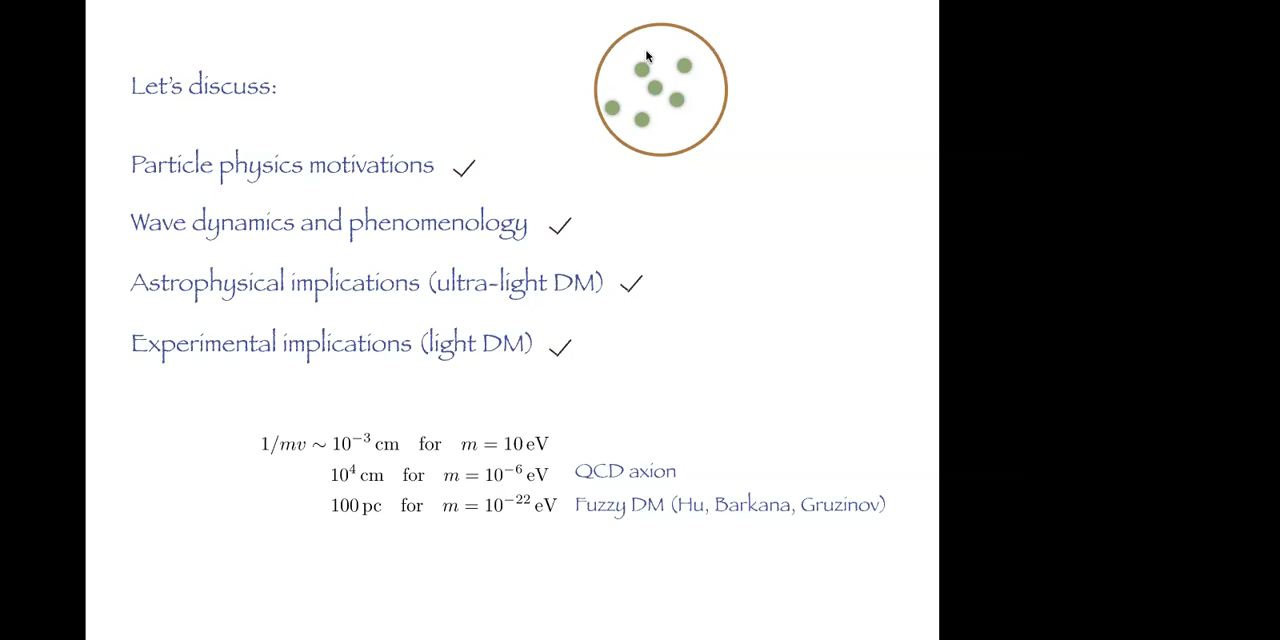 Let's discuss:
Particle physics motivations ✓
Wave dynamics and phenomenology ✓
Astrophysical implications (ultra-light DM) ✓
Experimental implications (light DM) ✓
1/mv ~ 10⁻³ cm for m = 10 eV
10⁴ cm for m = 10⁻⁶ eV QCD axion
100 pc for m = 10⁻²² eV Fuzzy DM (Hu, Barkana, Gruzinov)